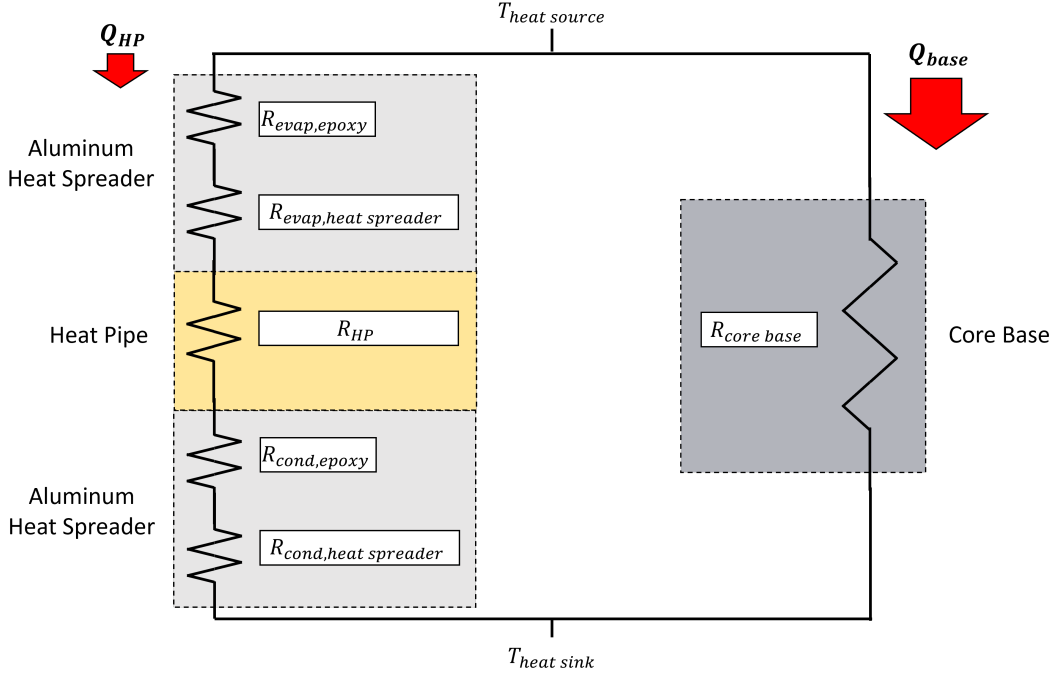 T_heat source
Q_HP
Q_base
R_evap,epoxy
Aluminum
Heat Spreader
R_evap,heat spreader
Heat Pipe
R_HP
R_core base
Core Base
R_cond,epoxy
Aluminum
Heat Spreader
R_cond,heat spreader
T_heat sink